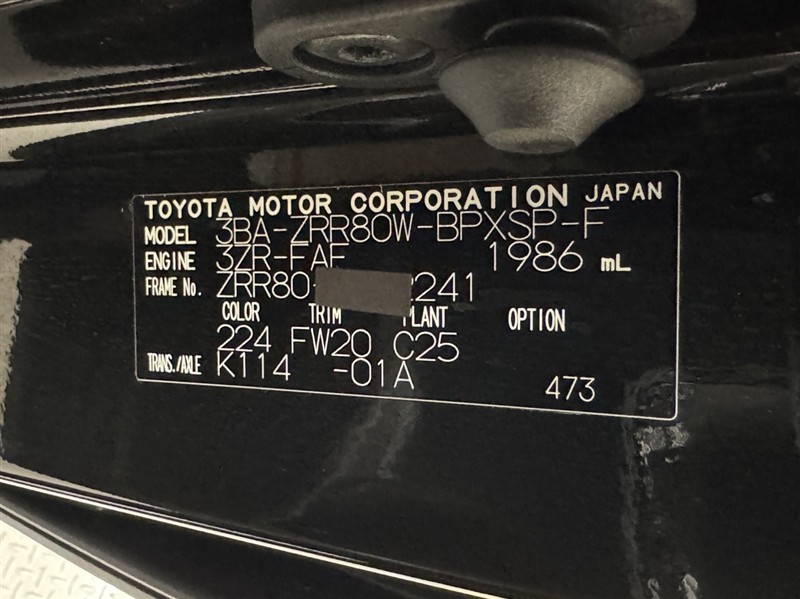 TOYOTA MOTOR CORPORATION JAPAN
MODEL 3BA-ZRR80W-BPXSP-F
ENGINE 3ZR-FAE 1986 mL
FRAME No. ZRR80- 2241
COLOR TRIM PLANT OPTION
224 FW20 C25
TRANS./AXLE K114 -01A 473